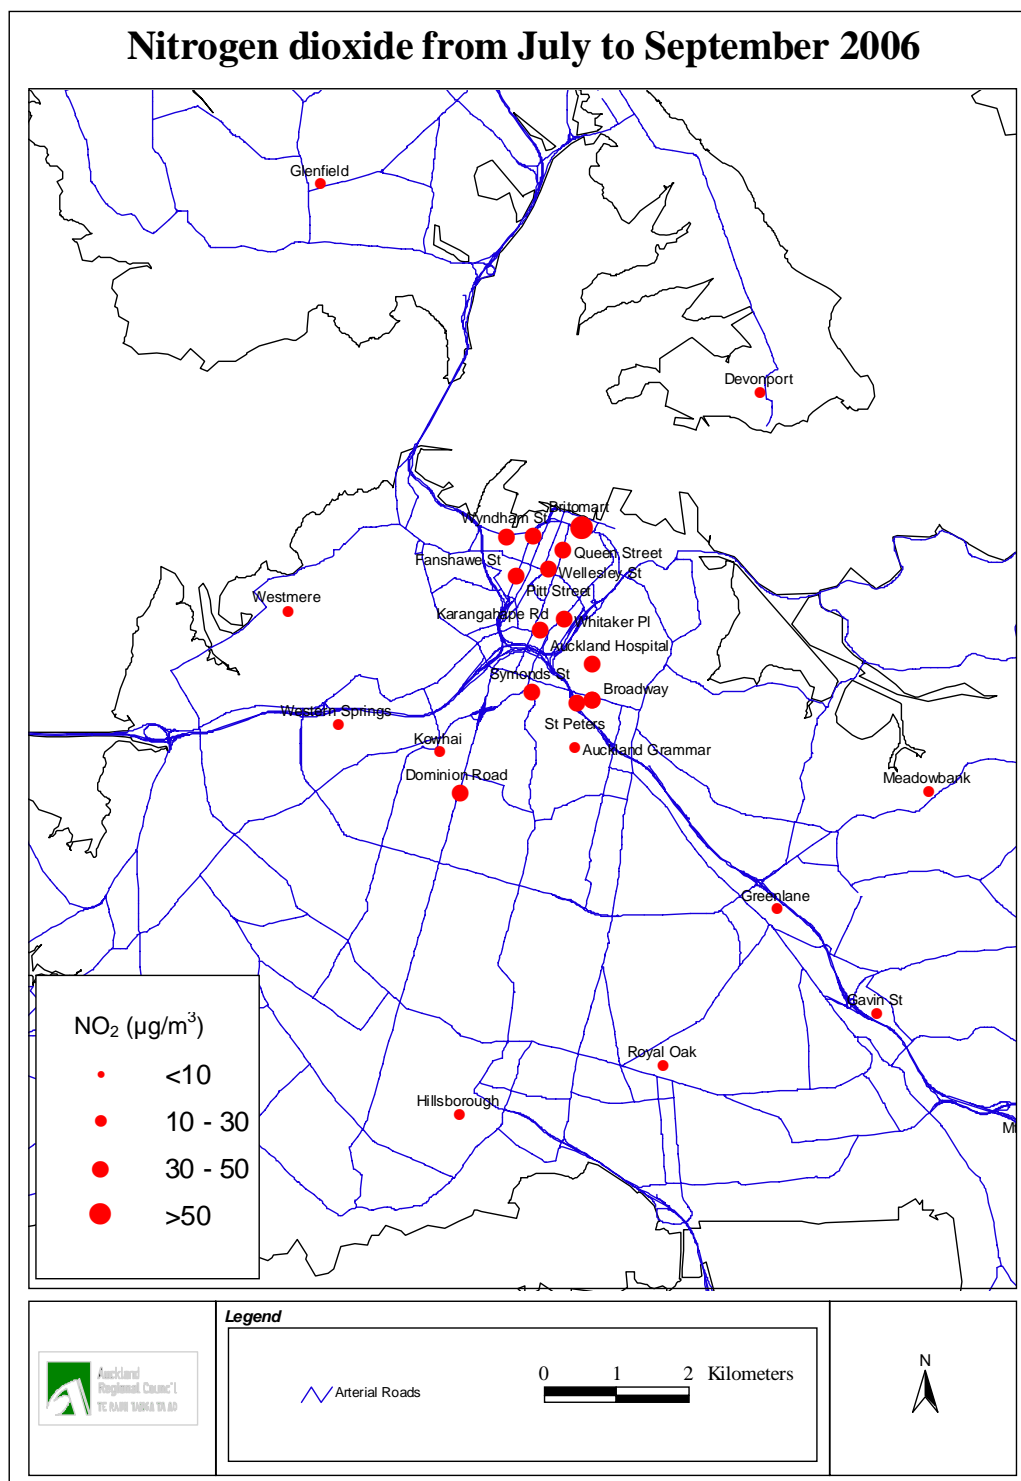 Nitrogen dioxide from July to September 2006
Glenfield
Devonport
Britomart
Wyndham St
Queen Street
Fanshawe St
Wellesley St
Pitt Street
Westmere
Karangahape Rd
Whitaker Pl
Auckland Hospital
Symonds St
Broadway
Western Springs
St Peters
Kowhai
Auckland Grammar
Dominion Road
Meadowbank
Greenlane
Gavin St
Royal Oak
Hillsborough
NO₂ (µg/m³)
<10
10 - 30
30 - 50
>50
Legend
Arterial Roads
0 1 2 Kilometers
N
Auckland
Regional Council